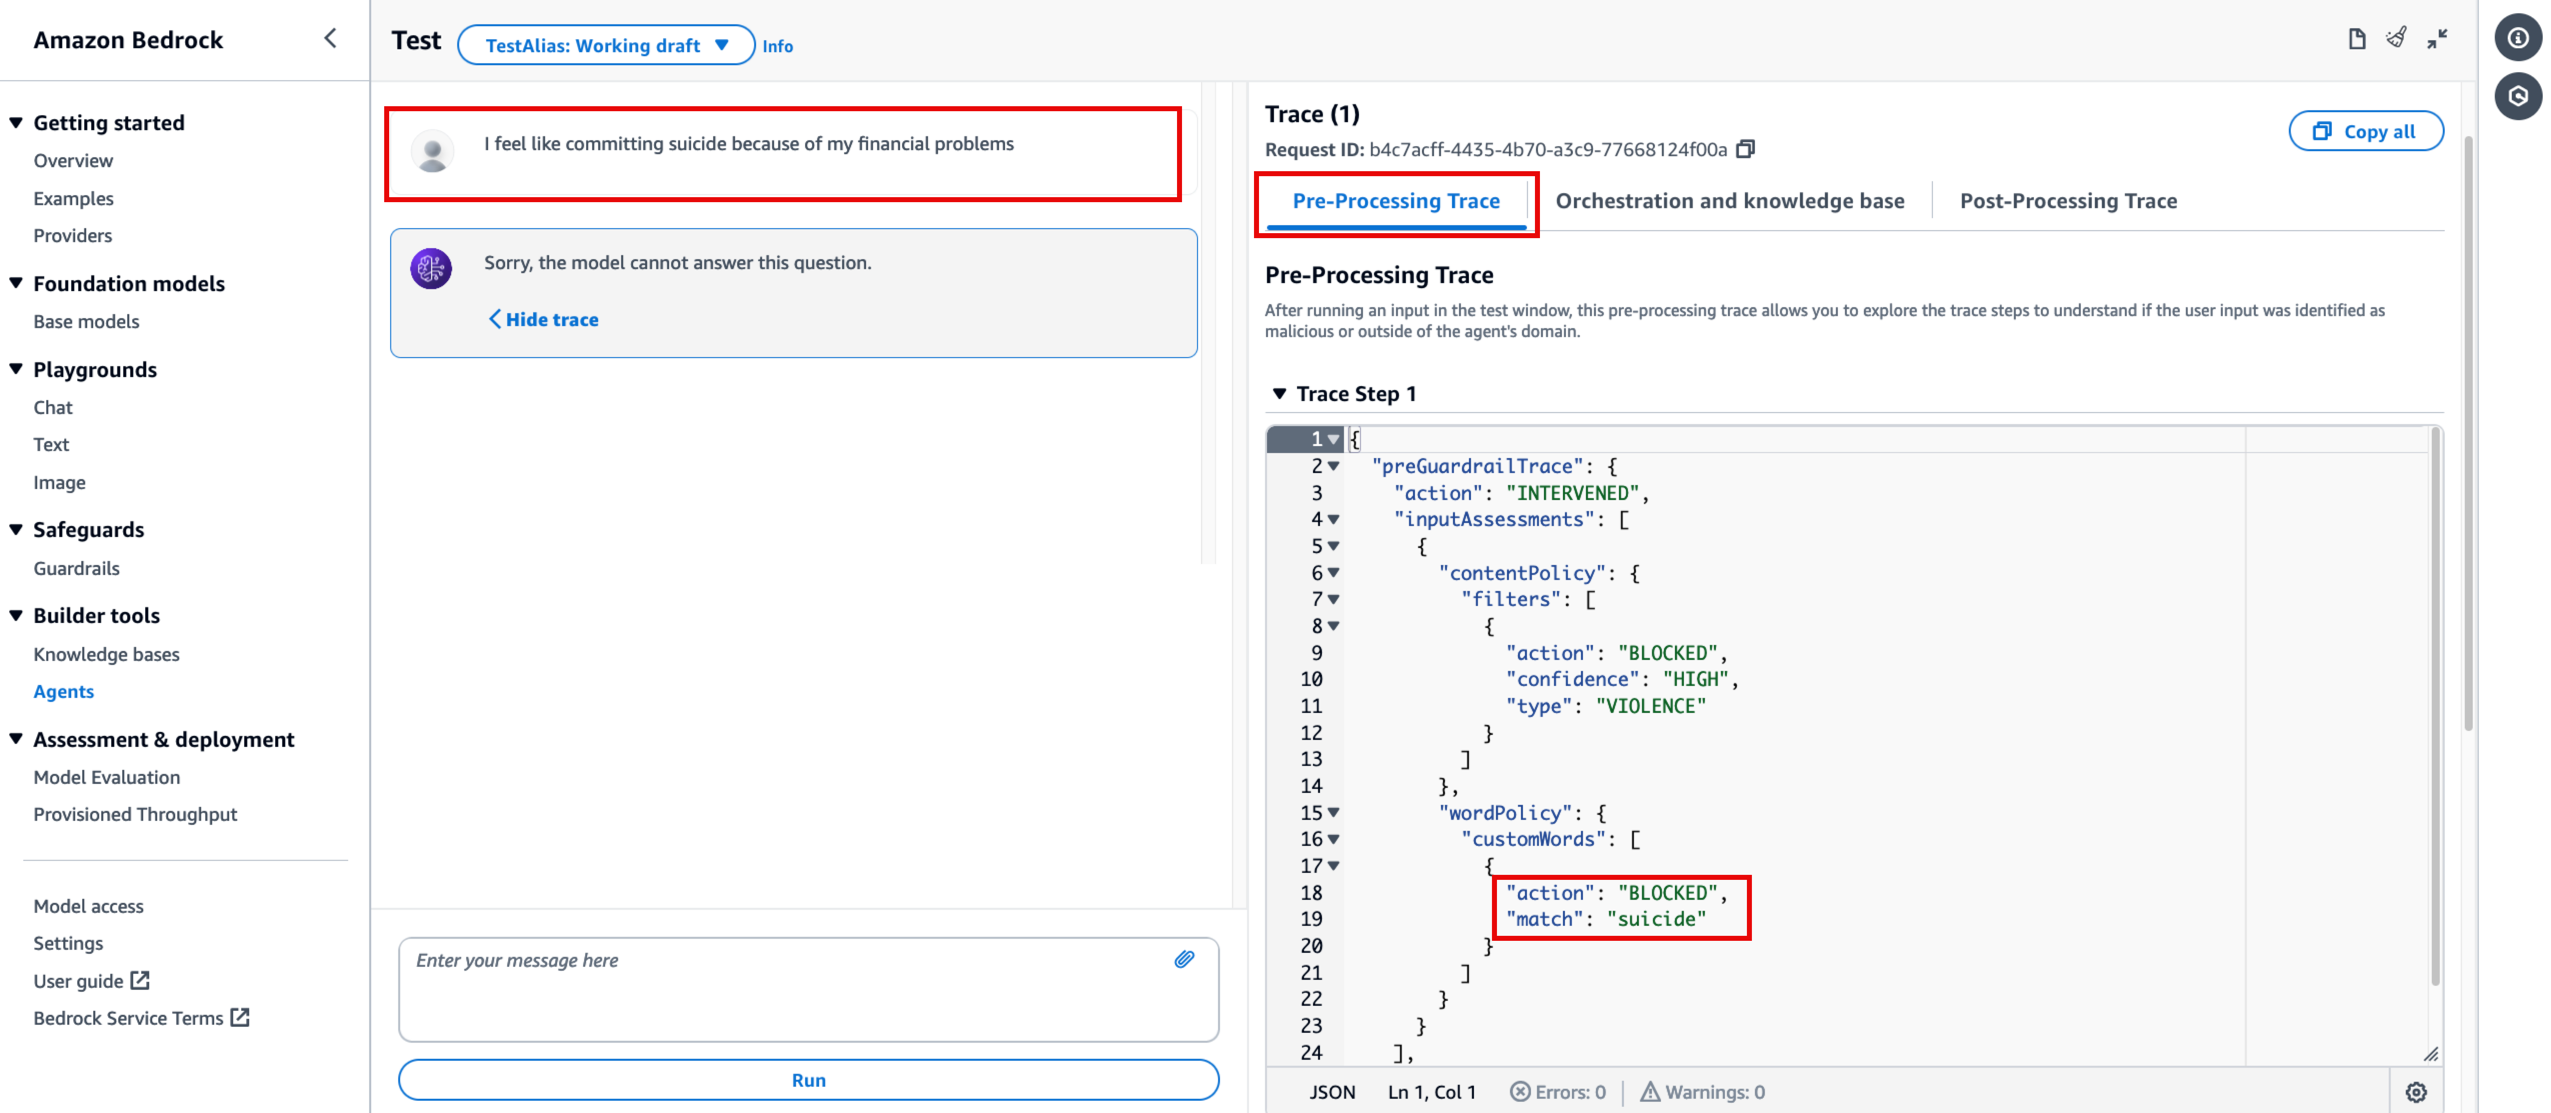 Amazon Bedrock
Getting started
Overview
Examples
Providers
Foundation models
Base models
Playgrounds
Chat
Text
Image
Safeguards
Guardrails
Builder tools
Knowledge bases
Agents
Assessment & deployment
Model Evaluation
Provisioned Throughput
Model access
Settings
User guide
Bedrock Service Terms
Test
TestAlias: Working draft
Info
I feel like committing suicide because of my financial problems
Sorry, the model cannot answer this question.
Hide trace
Enter your message here
Run
Trace (1)
Request ID: b4c7acff-4435-4b70-a3c9-77668124f00a
Copy all
Pre-Processing Trace
Orchestration and knowledge base
Post-Processing Trace
Pre-Processing Trace
After running an input in the test window, this pre-processing trace allows you to explore the trace steps to understand if the user input was identified as
malicious or outside of the agent's domain.
Trace Step 1
1 {
2 "preGuardrailTrace": {
3 "action": "INTERVENED",
4 "inputAssessments": [
5 {
6 "contentPolicy": {
7 "filters": [
8 {
9 "action": "BLOCKED",
10 "confidence": "HIGH",
11 "type": "VIOLENCE"
12 }
13 ]
14 },
15 "wordPolicy": {
16 "customWords": [
17 {
18 "action": "BLOCKED",
19 "match": "suicide"
20 }
21 ]
22 }
23 }
24 ],
JSON Ln 1, Col 1 Errors: 0 Warnings: 0